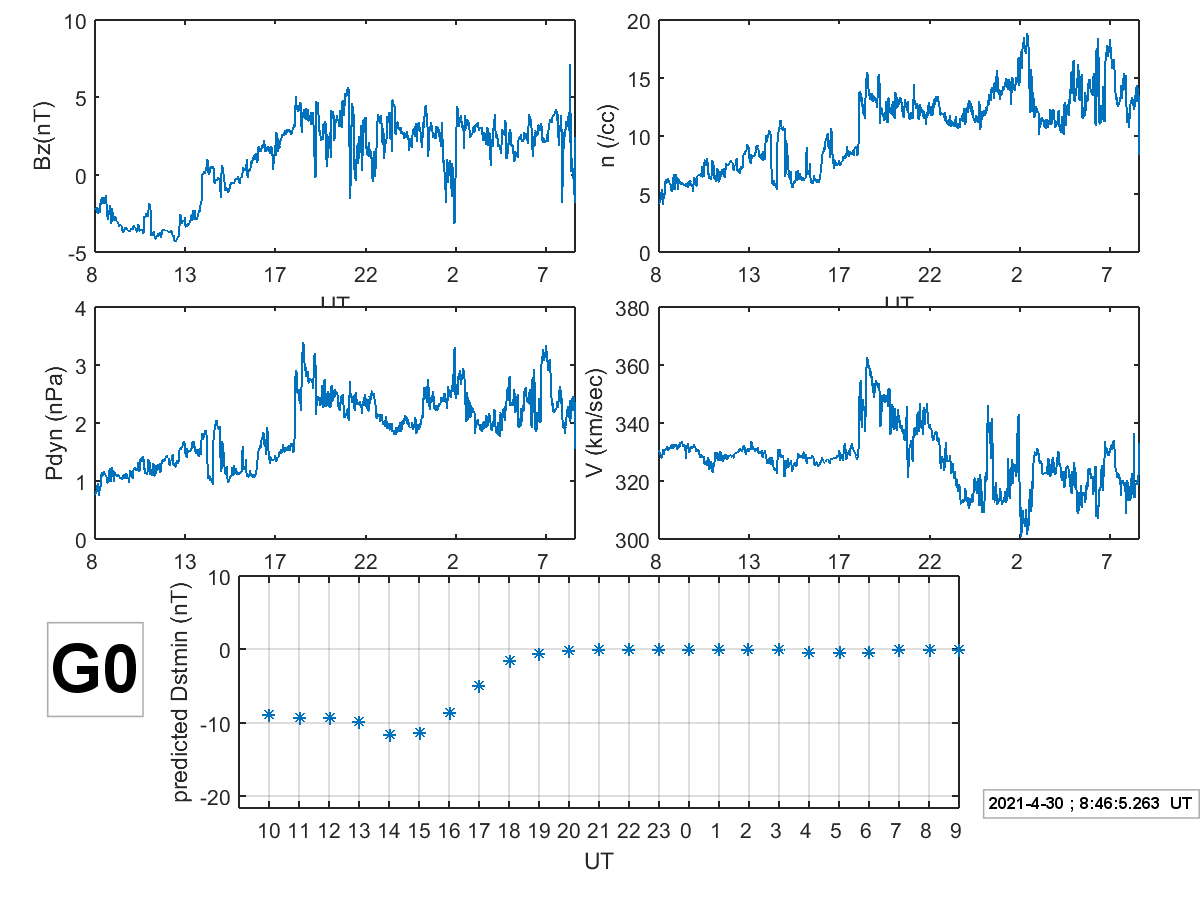 Bz(nT)
10
5
0
-5
8 13 17 22 2 7
UT
n (/cc)
20
15
10
5
0
8 13 17 22 2 7
UT
Pdyn (nPa)
4
3
2
1
0
8 13 17 22 2 7
V (km/sec)
380
360
340
320
300
8 13 17 22 2 7
G0
predicted Dstmin (nT)
10
0
-10
-20
10 11 12 13 14 15 16 17 18 19 20 21 22 23 0 1 2 3 4 5 6 7 8 9
UT
2021-4-30 ; 8:46:5.263 UT